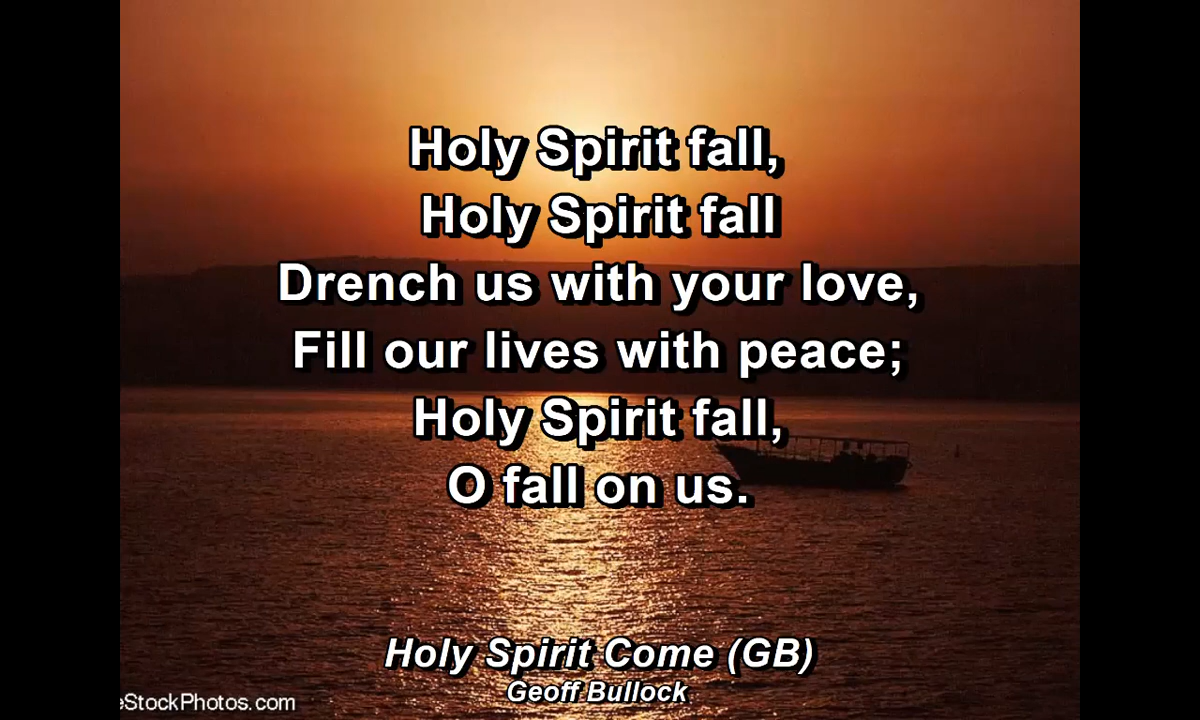 Holy Spirit fall,
Holy Spirit fall
Drench us with your love,
Fill our lives with peace;
Holy Spirit fall,
O fall on us.
Holy Spirit Come (GB)
Geoff Bullock
eStockPhotos.com